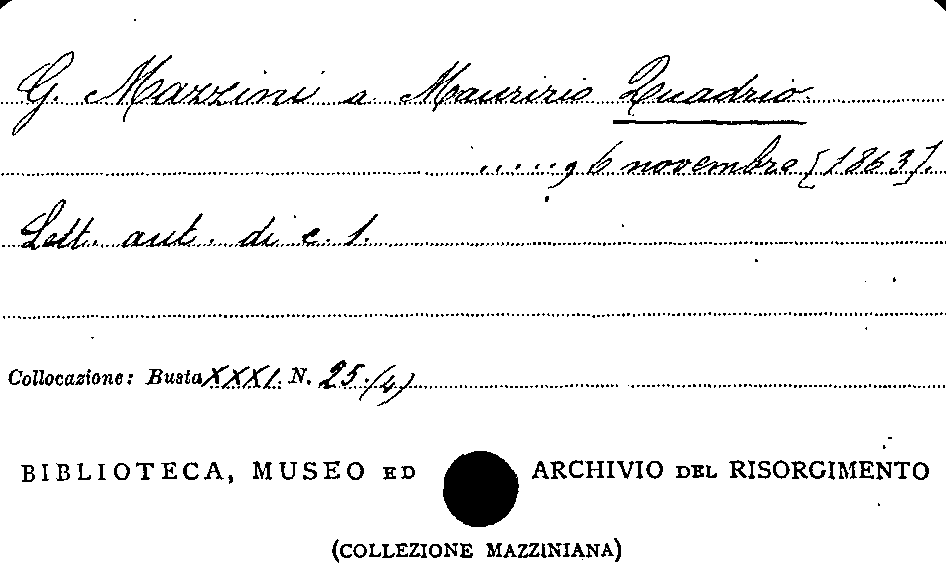 G. Mazzini a Maurizio Quadrio.
......, 6 novembre [1863].
Lett. aut. di c. 1.
Collocazione: Busta XXXI. N. 25. (4)
BIBLIOTECA, MUSEO ED ARCHIVIO DEL RISORGIMENTO
(COLLEZIONE MAZZINIANA)